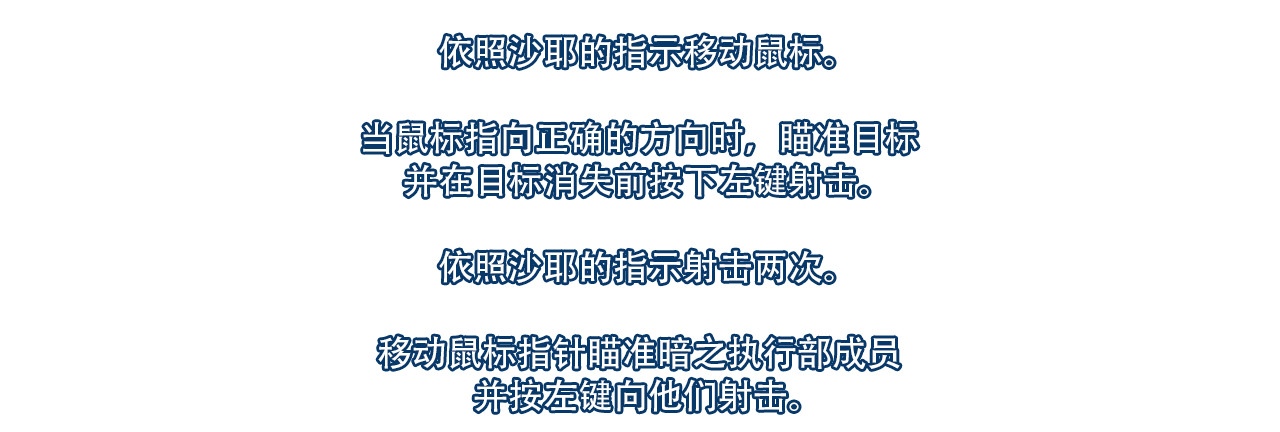 依照沙耶的指示移动鼠标。
当鼠标指向正确的方向时，瞄准目标
并在目标消失前按下左键射击。
依照沙耶的指示射击两次。
移动鼠标指针瞄准暗之执行部成员
并按左键向他们射击。